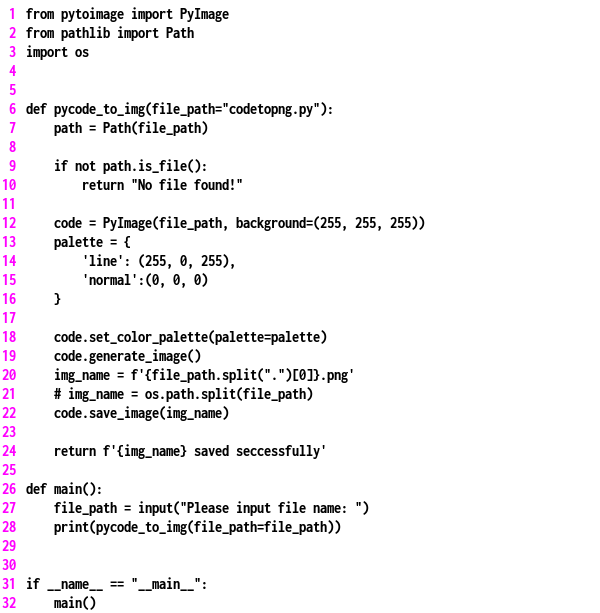 1 from pytoimage import PyImage
2 from pathlib import Path
3 import os
4
5
6 def pycode_to_img(file_path="codetopng.py"):
7     path = Path(file_path)
8
9     if not path.is_file():
10         return "No file found!"
11
12     code = PyImage(file_path, background=(255, 255, 255))
13     palette = {
14         'line': (255, 0, 255),
15         'normal':(0, 0, 0)
16     }
17
18     code.set_color_palette(palette=palette)
19     code.generate_image()
20     img_name = f'{file_path.split(".")[0]}.png'
21     # img_name = os.path.split(file_path)
22     code.save_image(img_name)
23
24     return f'{img_name} saved seccessfully'
25
26 def main():
27     file_path = input("Please input file name: ")
28     print(pycode_to_img(file_path=file_path))
29
30
31 if __name__ == "__main__":
32     main()